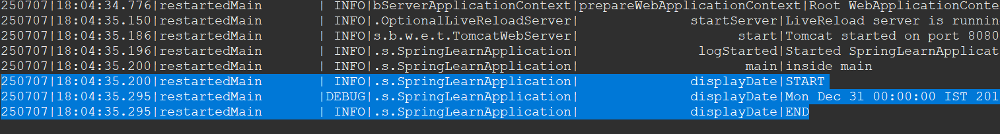 250707|18:04:34.776|restartedMain       | INFO|bServerApplicationContext|prepareWebApplicationContext|Root WebApplicationConte
250707|18:04:35.150|restartedMain       | INFO|.OptionalLiveReloadServer|              startServer|LiveReload server is runnin
250707|18:04:35.186|restartedMain       | INFO|s.b.w.e.t.TomcatWebServer|                    start|Tomcat started on port 8080
250707|18:04:35.196|restartedMain       | INFO|.s.SpringLearnApplication|               logStarted|Started SpringLearnApplicat
250707|18:04:35.200|restartedMain       | INFO|.s.SpringLearnApplication|                     main|inside main
250707|18:04:35.200|restartedMain       | INFO|.s.SpringLearnApplication|              displayDate|START
250707|18:04:35.295|restartedMain       |DEBUG|.s.SpringLearnApplication|              displayDate|Mon Dec 31 00:00:00 IST 201
250707|18:04:35.295|restartedMain       | INFO|.s.SpringLearnApplication|              displayDate|END